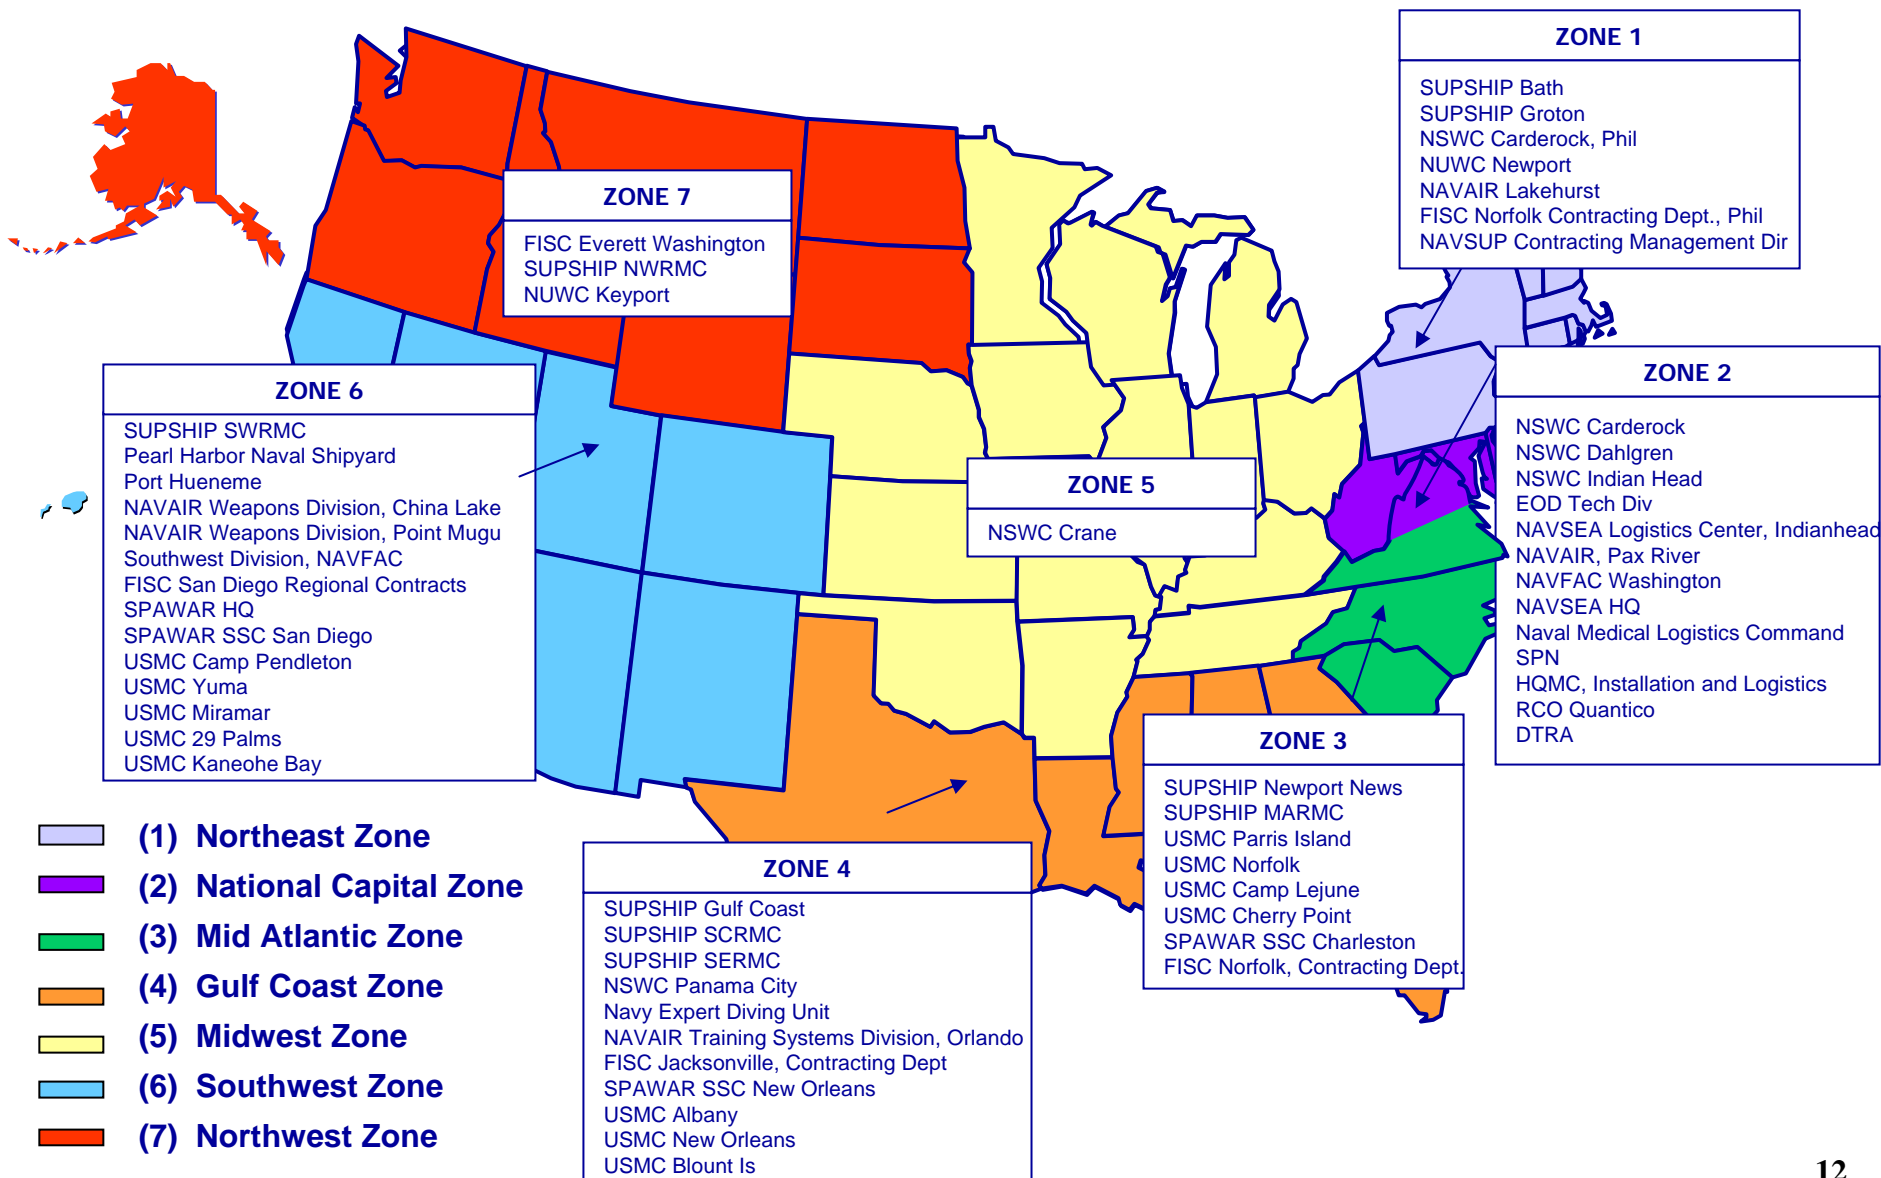 ZONE 1
SUPSHIP Bath
SUPSHIP Groton
NSWC Carderock, Phil
NUWC Newport
NAVAIR Lakehurst
FISC Norfolk Contracting Dept., Phil
NAVSUP Contracting Management Dir
ZONE 7
FISC Everett Washington
SUPSHIP NWRMC
NUWC Keyport
ZONE 2
NSWC Carderock
NSWC Dahlgren
NSWC Indian Head
EOD Tech Div
NAVSEA Logistics Center, Indianhead
NAVAIR, Pax River
NAVFAC Washington
NAVSEA HQ
Naval Medical Logistics Command
SPN
HQMC, Installation and Logistics
RCO Quantico
DTRA
ZONE 6
SUPSHIP SWRMC
Pearl Harbor Naval Shipyard
Port Hueneme
NAVAIR Weapons Division, China Lake
NAVAIR Weapons Division, Point Mugu
Southwest Division, NAVFAC
FISC San Diego Regional Contracts
SPAWAR HQ
SPAWAR SSC San Diego
USMC Camp Pendleton
USMC Yuma
USMC Miramar
USMC 29 Palms
USMC Kaneohe Bay
ZONE 5
NSWC Crane
ZONE 3
SUPSHIP Newport News
SUPSHIP MARMC
USMC Parris Island
USMC Norfolk
USMC Camp Lejune
USMC Cherry Point
SPAWAR SSC Charleston
FISC Norfolk, Contracting Dept.
ZONE 4
SUPSHIP Gulf Coast
SUPSHIP SCRMC
SUPSHIP SERMC
NSWC Panama City
Navy Expert Diving Unit
NAVAIR Training Systems Division, Orlando
FISC Jacksonville, Contracting Dept
SPAWAR SSC New Orleans
USMC Albany
USMC New Orleans
USMC Blount Is
(1) Northeast Zone
(2) National Capital Zone
(3) Mid Atlantic Zone
(4) Gulf Coast Zone
(5) Midwest Zone
(6) Southwest Zone
(7) Northwest Zone
12